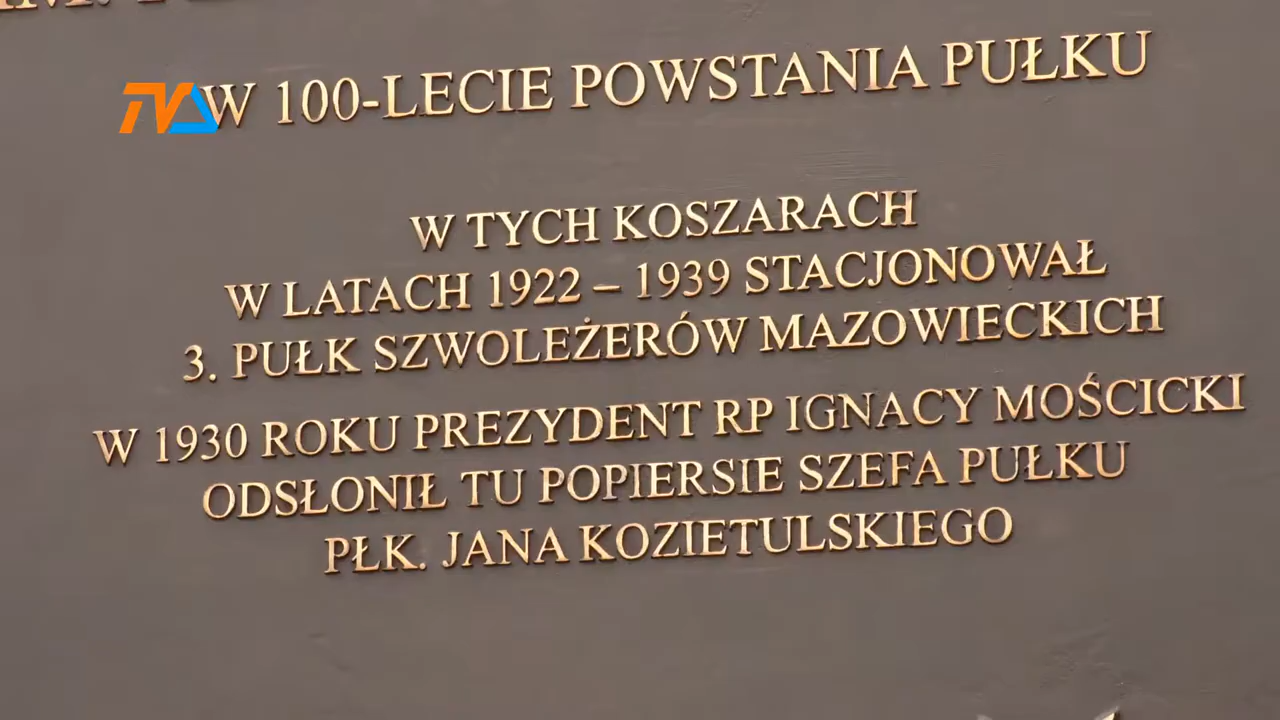 W 100-LECIE POWSTANIA PUŁKU
W TYCH KOSZARACH
W LATACH 1922 – 1939 STACJONOWAŁ
3. PUŁK SZWOLEŻERÓW MAZOWIECKICH
W 1930 ROKU PREZYDENT RP IGNACY MOŚCICKI
ODSŁONIŁ TU POPIERSIE SZEFA PUŁKU
PŁK. JANA KOZIETULSKIEGO